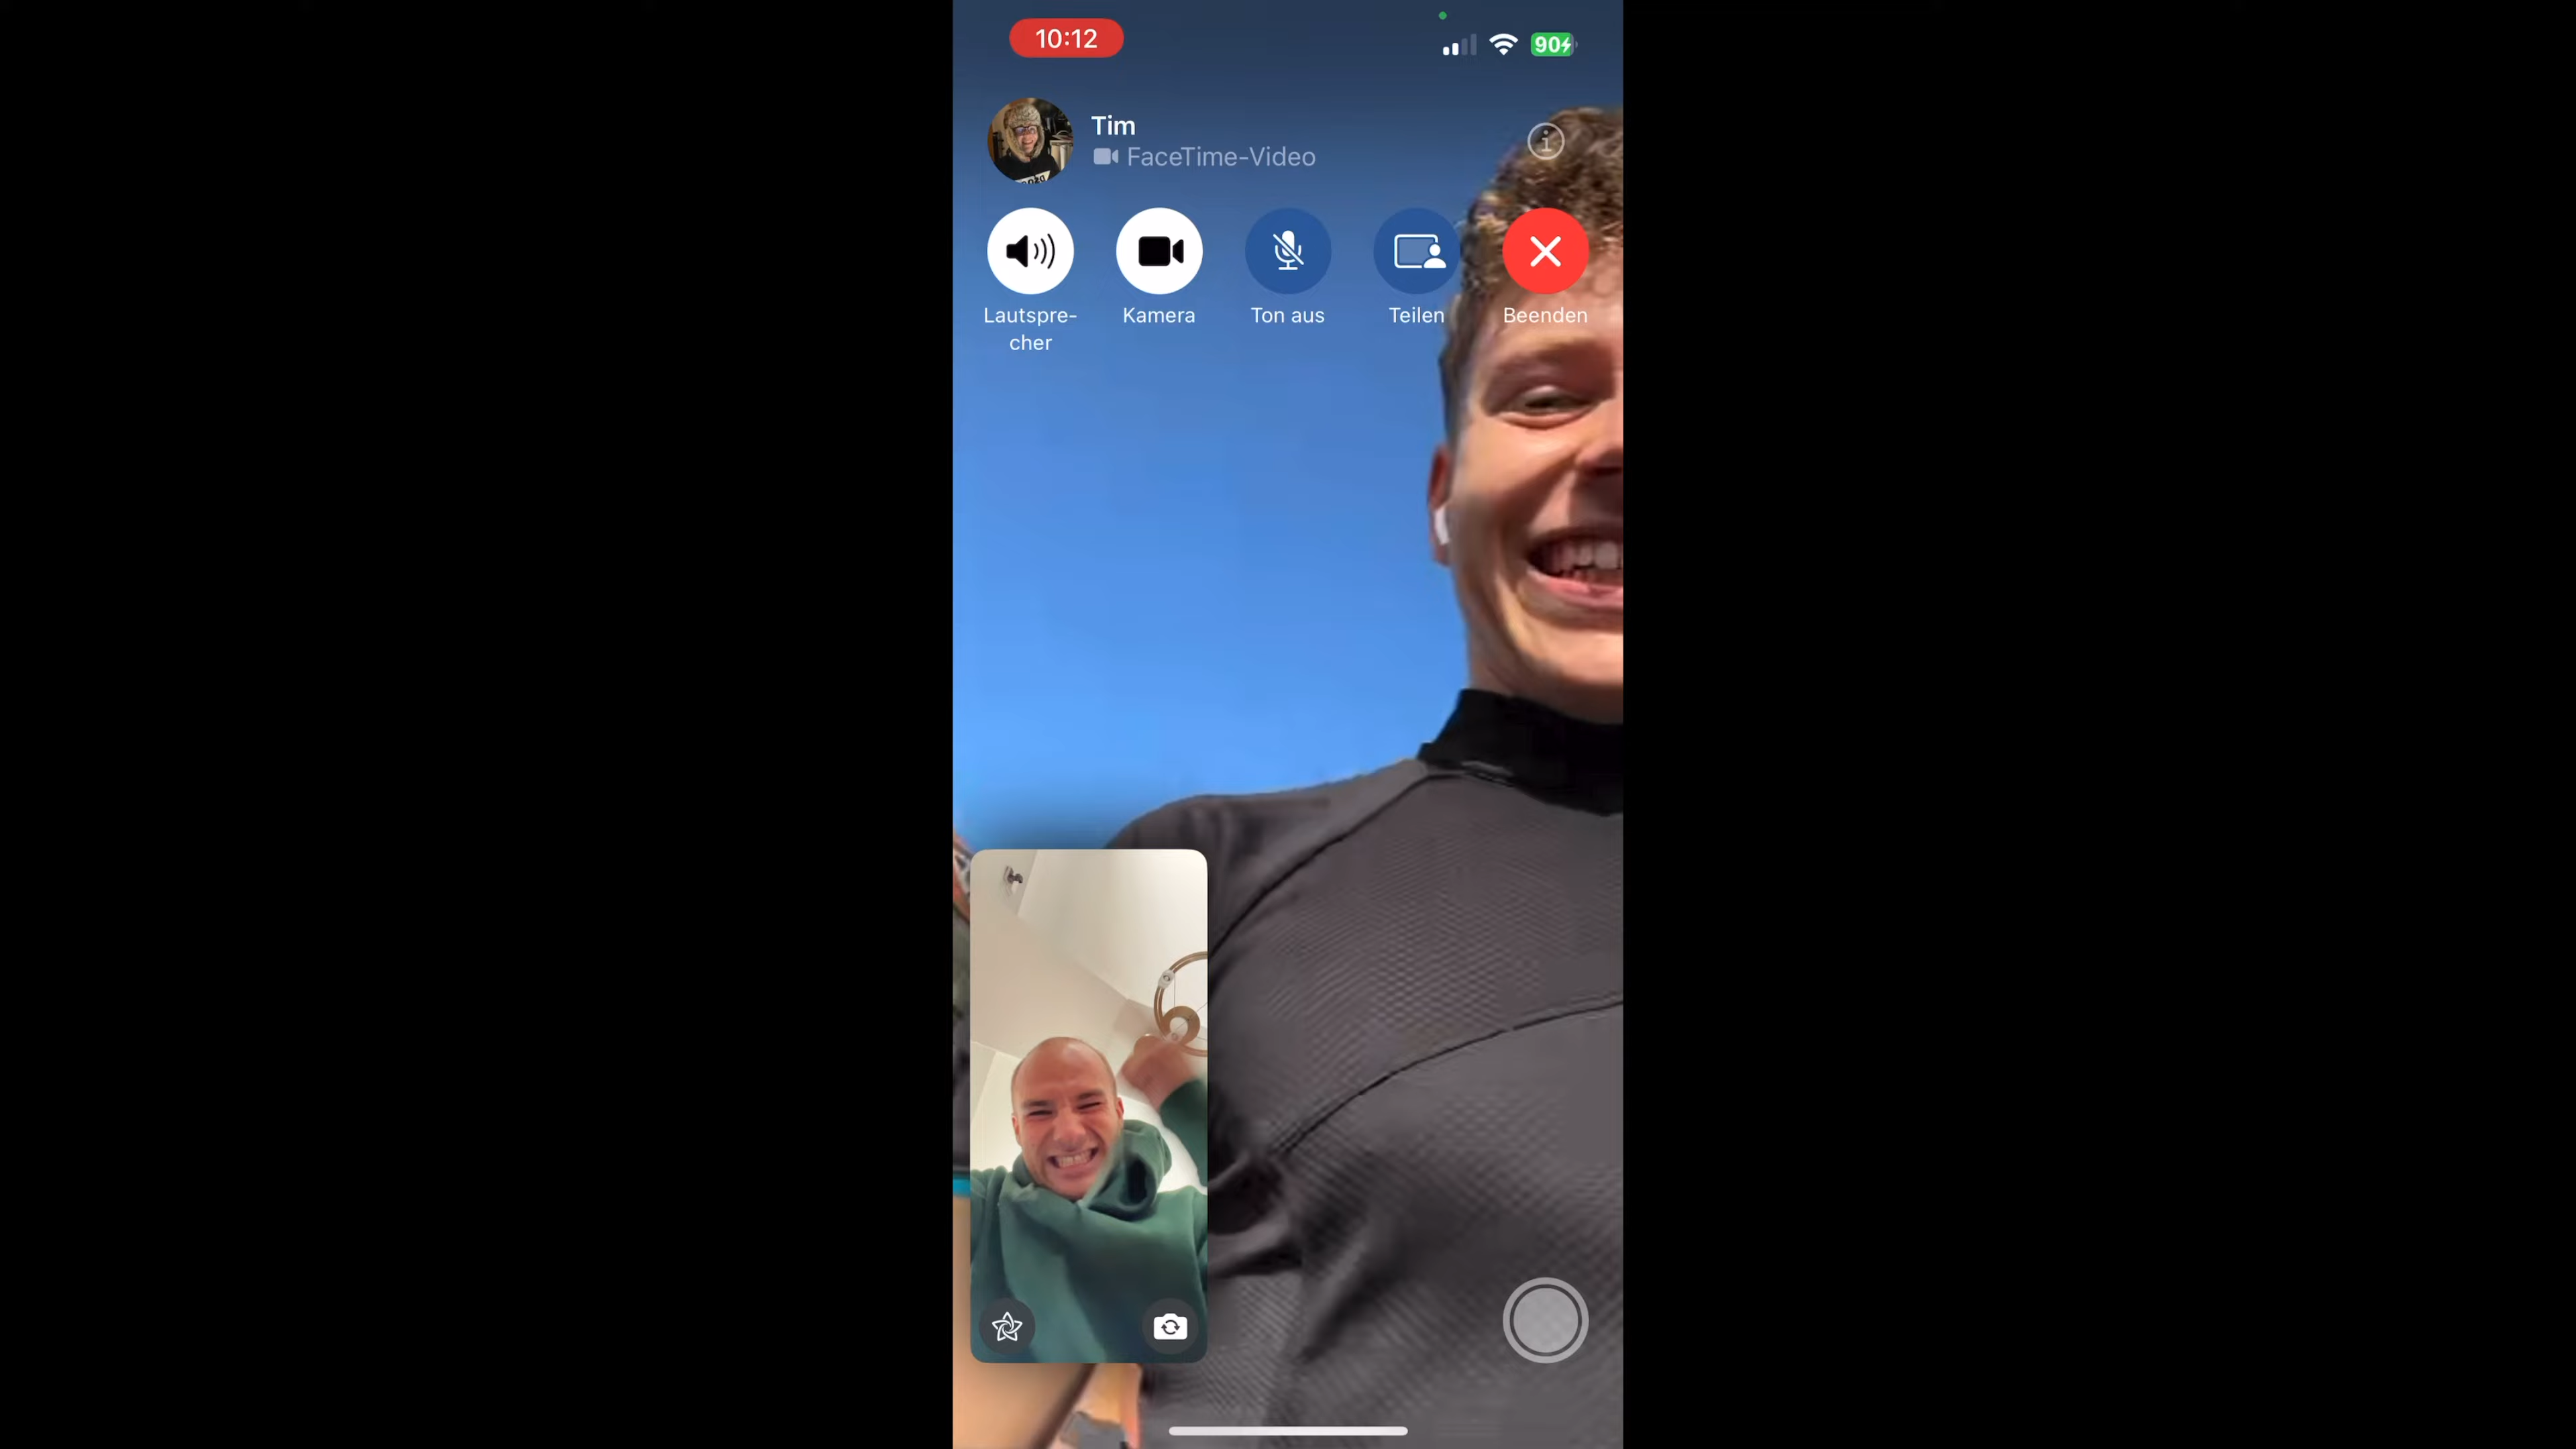 10:12
90
Tim
FaceTime-Video
Lautspre-
cher
Kamera
Ton aus
Teilen
Beenden